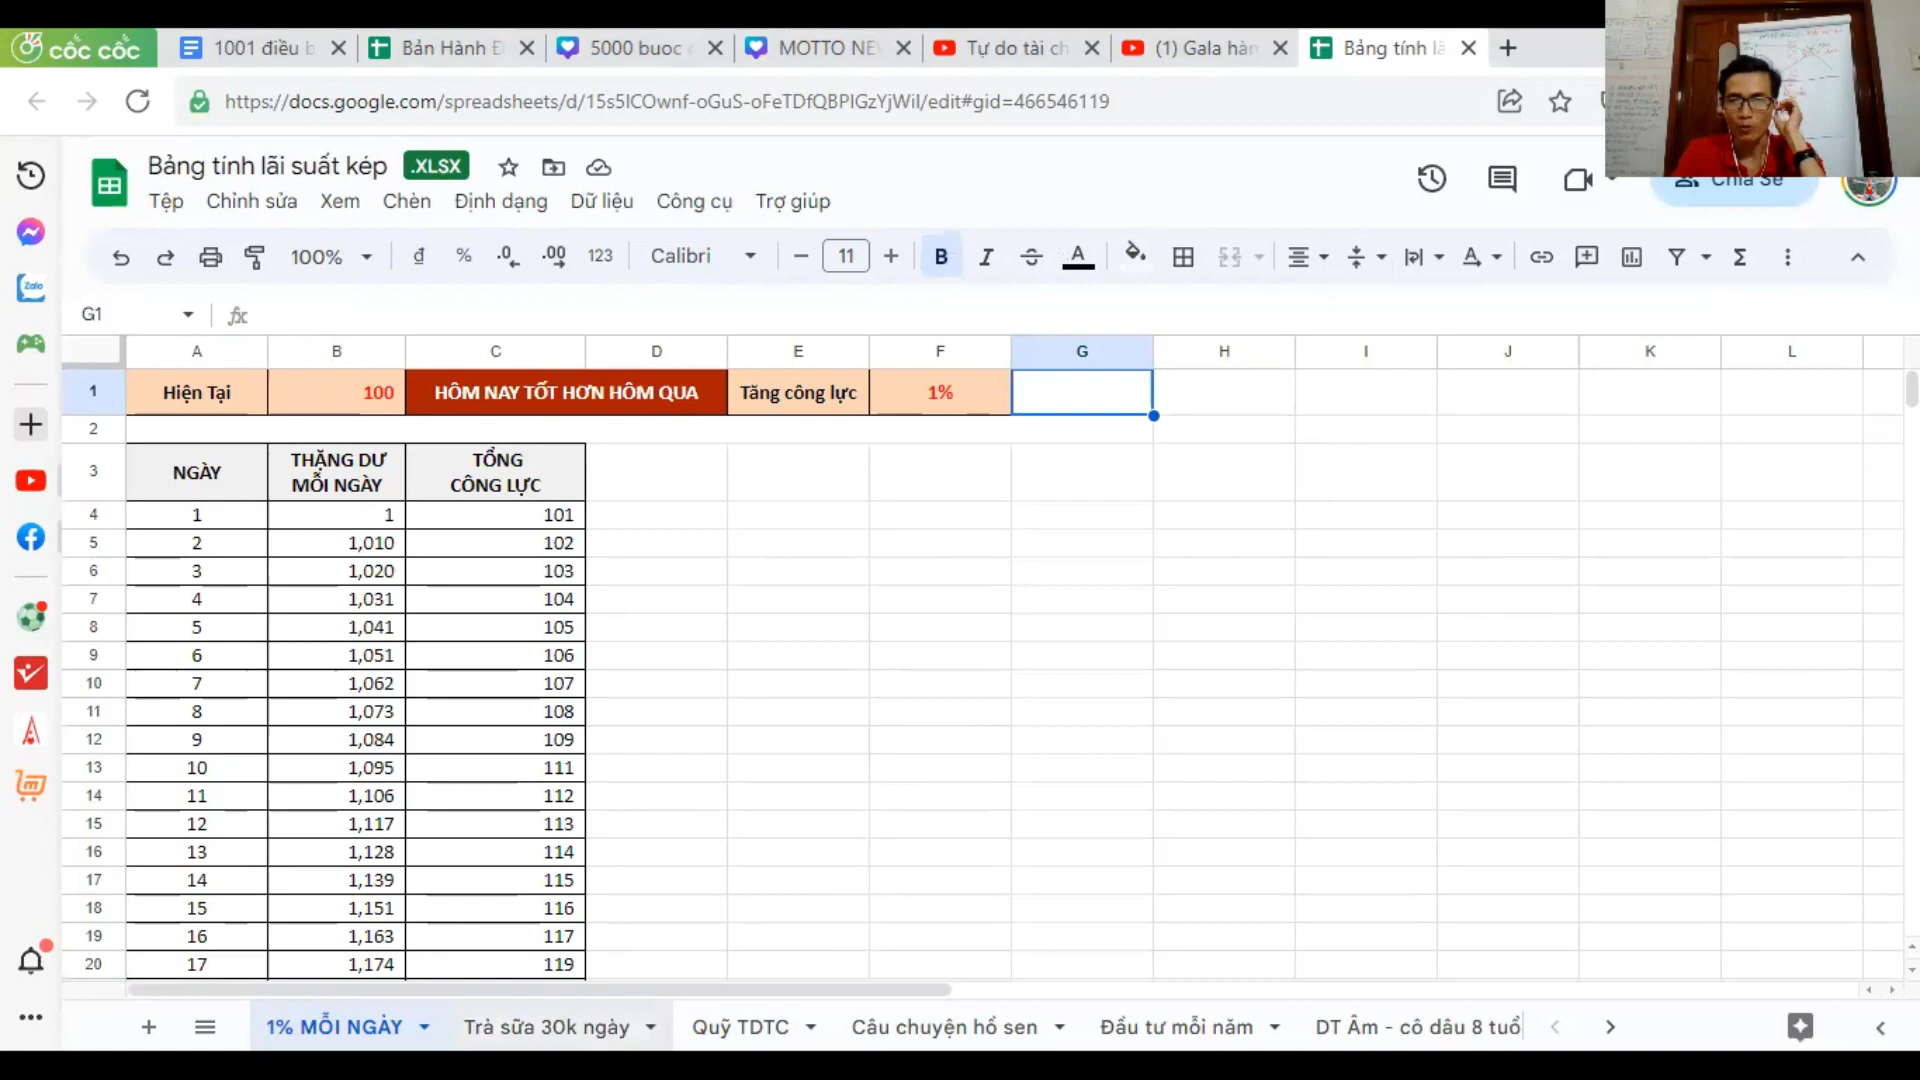 cốc cốc
1001 điều b
Bản Hành Đ
5000 buoc
MOTTO NEV
Tự do tài ch
(1) Gala hàn
Bảng tính lã
https://docs.google.com/spreadsheets/d/15s5ICOwnf-oGuS-oFeTDfQBPIGzYjWil/edit#gid=466546119
Bảng tính lãi suất kép .XLSX
Chia sẻ
Tệp Chỉnh sửa Xem Chèn Định dạng Dữ liệu Công cụ Trợ giúp
100% đ % .0 .00 123 Calibri 11 B I A
Zalo
G1 fx
A B C D E F G H I J K L
1 Hiện Tại 100 HÔM NAY TỐT HƠN HÔM QUA Tăng công lực 1%
2
3 NGÀY THẶNG DƯ MỖI NGÀY TỔNG CÔNG LỰC
4 1 1 101
5 2 1,010 102
6 3 1,020 103
7 4 1,031 104
8 5 1,041 105
9 6 1,051 106
10 7 1,062 107
11 8 1,073 108
12 9 1,084 109
13 10 1,095 111
14 11 1,106 112
15 12 1,117 113
16 13 1,128 114
17 14 1,139 115
18 15 1,151 116
19 16 1,163 117
20 17 1,174 119
1% MỖI NGÀY Trà sữa 30k ngày Quỹ TDTC Câu chuyện hồ sen Đầu tư mỗi năm DT Âm - cô dâu 8 tuổ